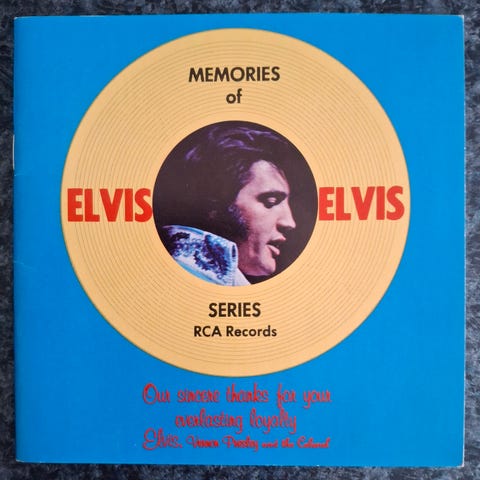 MEMORIES
of
ELVIS ELVIS
SERIES
RCA Records
Our sincere thanks for your
everlasting loyalty
Elvis, Vernon Presley and the Colonel